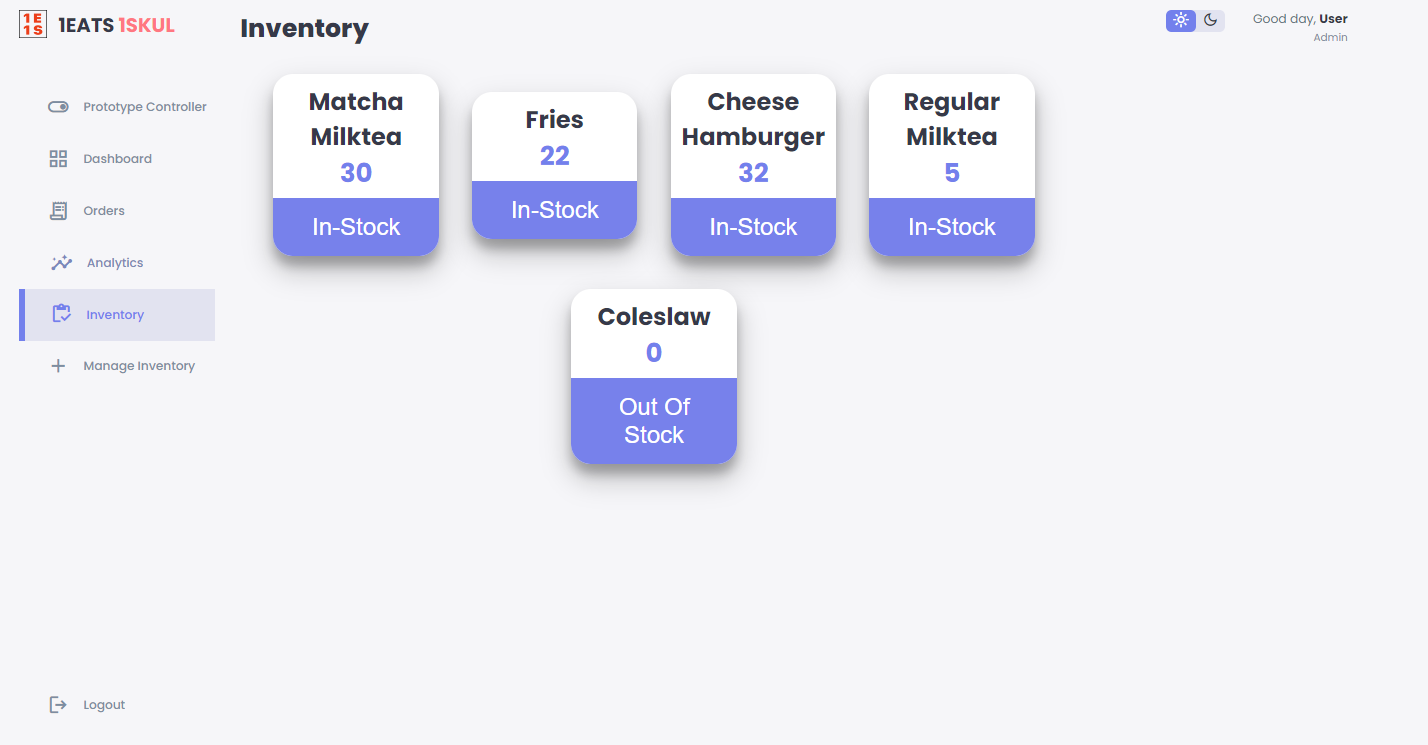 1E
1S
1EATS 1SKUL
Inventory
Good day, User
Admin
Prototype Controller
Dashboard
Orders
Analytics
Inventory
Manage Inventory
Logout
Matcha
Milktea
30
In-Stock
Fries
22
In-Stock
Cheese
Hamburger
32
In-Stock
Regular
Milktea
5
In-Stock
Coleslaw
0
Out Of
Stock